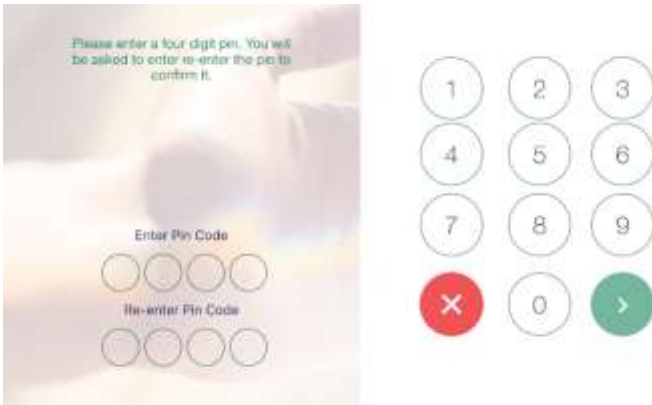 Please enter a four digit pin. You will
be asked to enter re-enter the pin to
confirm it.
Enter Pin Code
Re-enter Pin Code
1 2 3
4 5 6
7 8 9
0